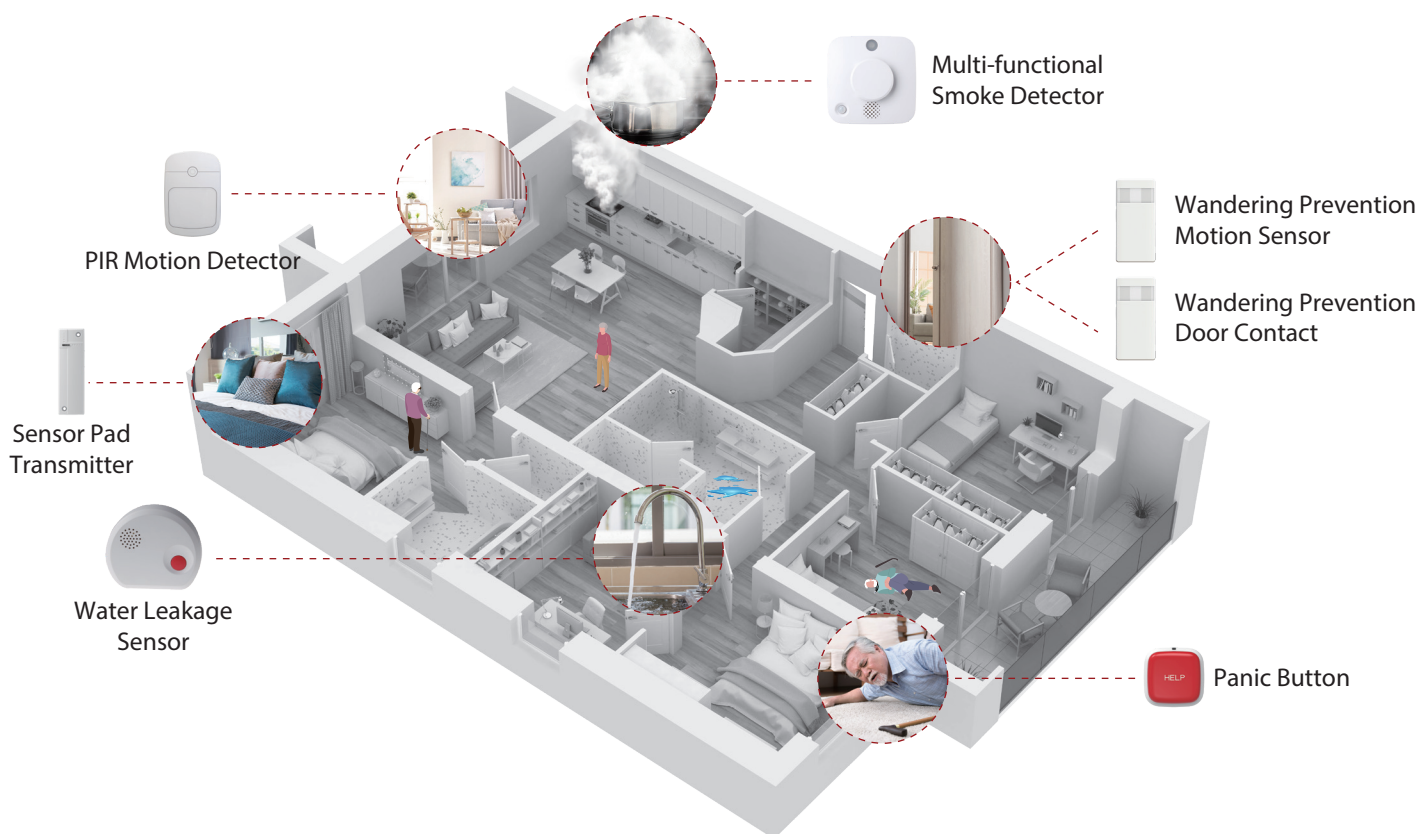 Multi-functional
Smoke Detector
PIR Motion Detector
Wandering Prevention
Motion Sensor
Wandering Prevention
Door Contact
Sensor Pad
Transmitter
Water Leakage
Sensor
HELP
Panic Button